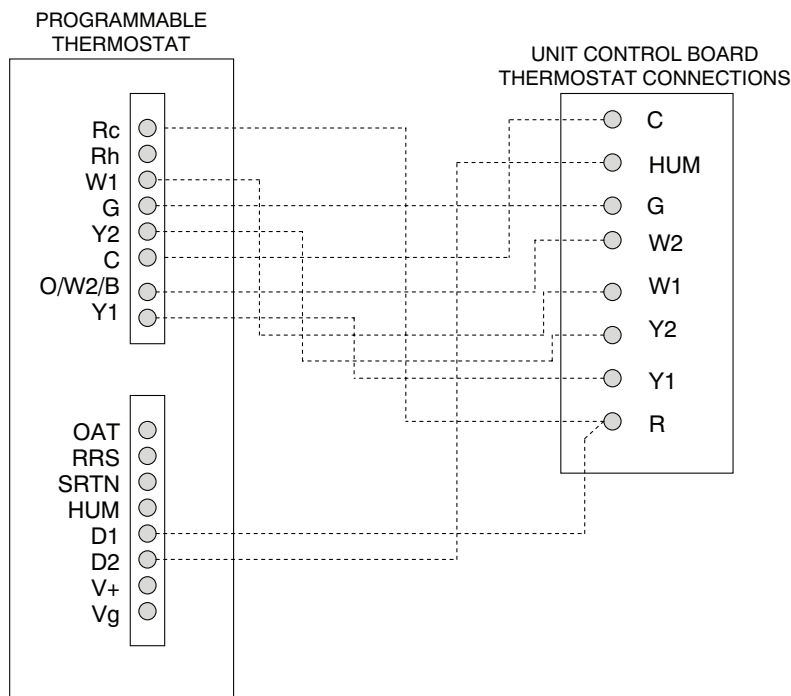 PROGRAMMABLE
THERMOSTAT
UNIT CONTROL BOARD
THERMOSTAT CONNECTIONS
Rc
Rh
W1
G
Y2
C
O/W2/B
Y1
OAT
RRS
SRTN
HUM
D1
D2
V+
Vg
C
HUM
G
W2
W1
Y2
Y1
R